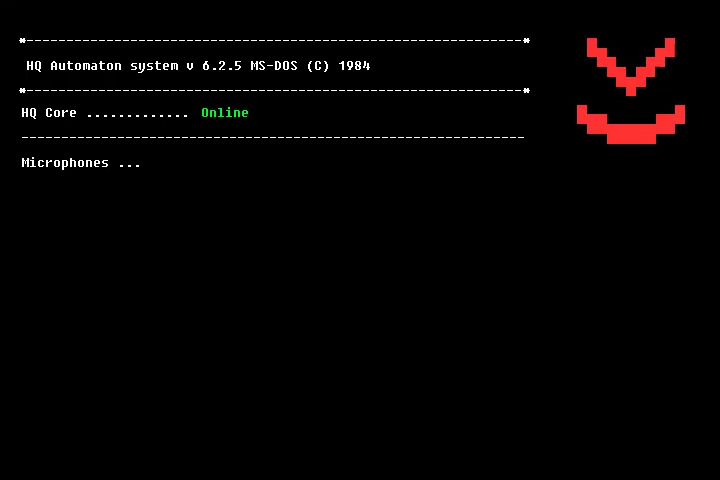 *---------------------------------------------------------------*
HQ Automaton system v 6.2.5 MS-DOS (C) 1984
*---------------------------------------------------------------*
HQ Core ............. Online
---------------------------------------------------------------
Microphones ...